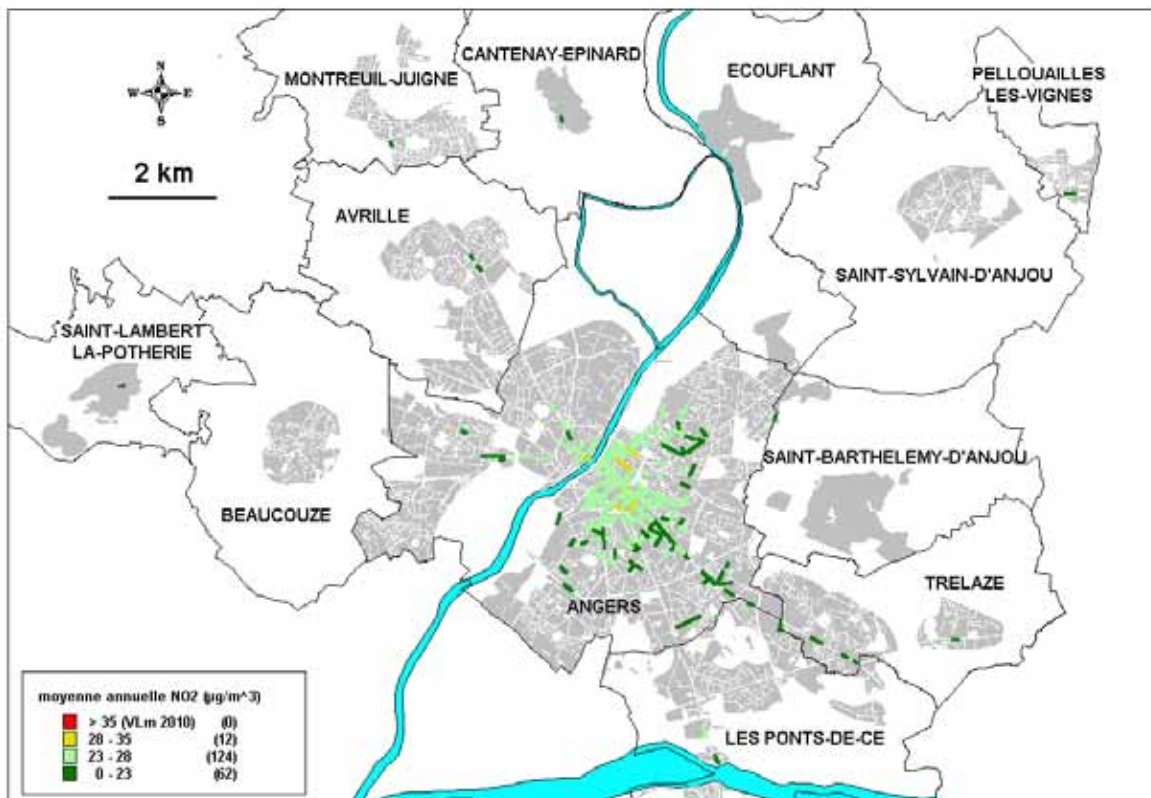 CANTENAY-EPINARD
MONTREUIL-JUIGNE
ECOUFLANT
PELLOUAILLES
LES-VIGNES
N
W E
S
2 km
AVRILLE
SAINT-SYLVAIN-D'ANJOU
SAINT-LAMBERT
LA-POTHERIE
SAINT-BARTHELEMY-D'ANJOU
BEAUCOUZE
TRELAZE
ANGERS
LES PONTS-DE-CE
moyenne annuelle NO2 (µg/m^3)
> 35 (VLm 2010) (0)
28 - 35 (12)
23 - 28 (124)
0 - 23 (62)